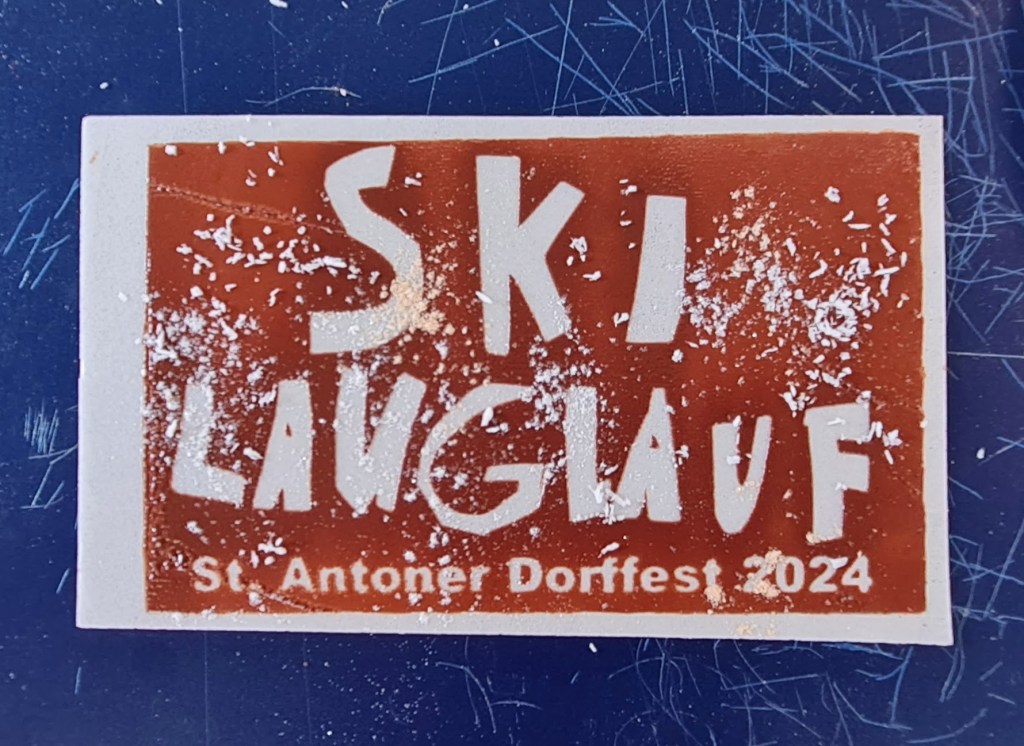 SKI
LAUGLAUF
St. Antoner Dorffest 2024